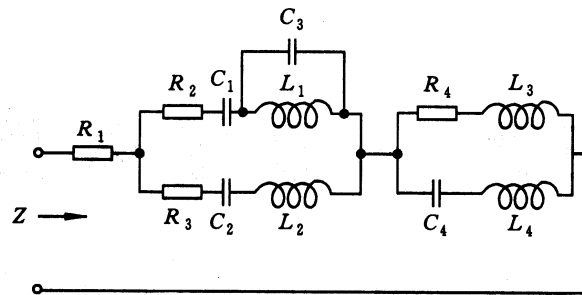 C₃
R₂ C₁ L₁ R₄ L₃
R₁
Z
R₃ C₂ L₂ C₄ L₄